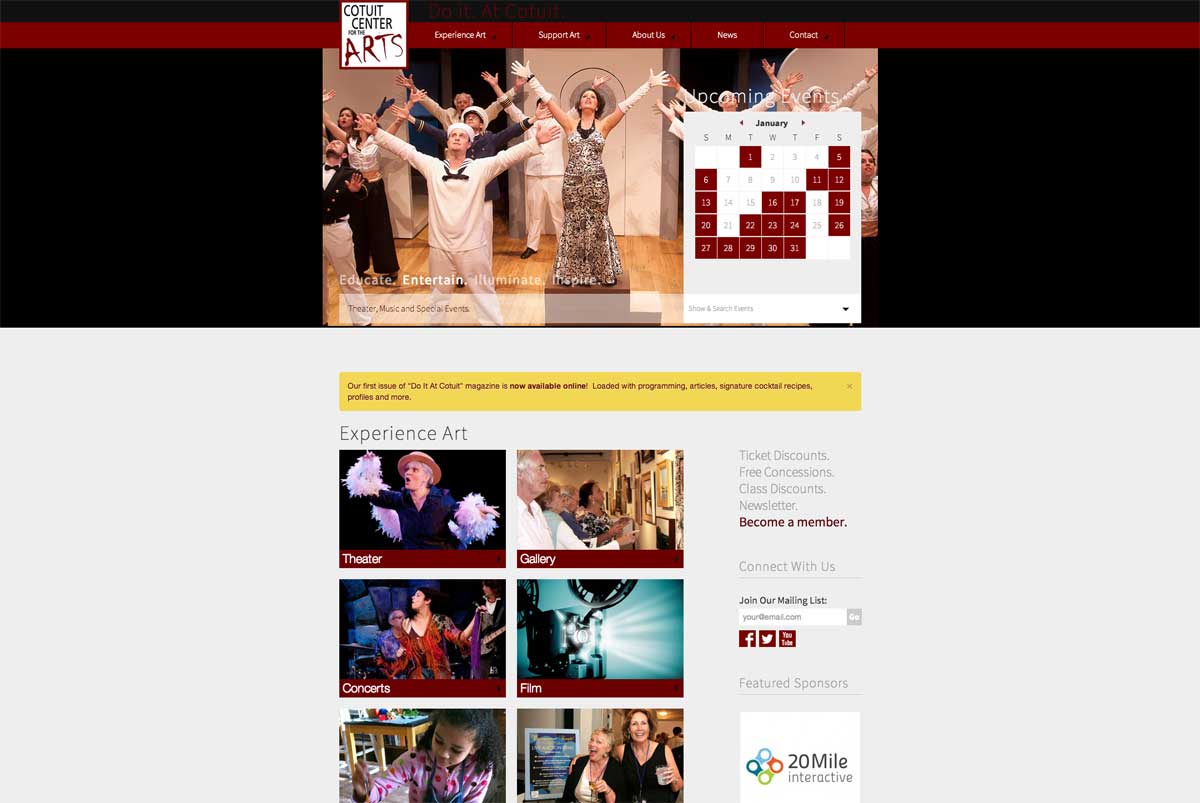 COTUIT
CENTER
FOR THE
ARTS
Do it. At Cotuit.
Experience Art
Support Art
About Us
News
Contact
Upcoming Events
January
S M T W T F S
1 2 3 4 5
6 7 8 9 10 11 12
13 14 15 16 17 18 19
20 21 22 23 24 25 26
27 28 29 30 31
Show & Search Events
Educate. Entertain. Illuminate. Inspire.
Theater, Music and Special Events.
Our first issue of "Do It At Cotuit" magazine is now available online! Loaded with programming, articles, signature cocktail recipes,
profiles and more.
×
Experience Art
Theater
Gallery
Concerts
Film
Ticket Discounts.
Free Concessions.
Class Discounts.
Newsletter.
Become a member.
Connect With Us
Join Our Mailing List:
your@email.com
Go
You
Tube
Featured Sponsors
20Mile
interactive